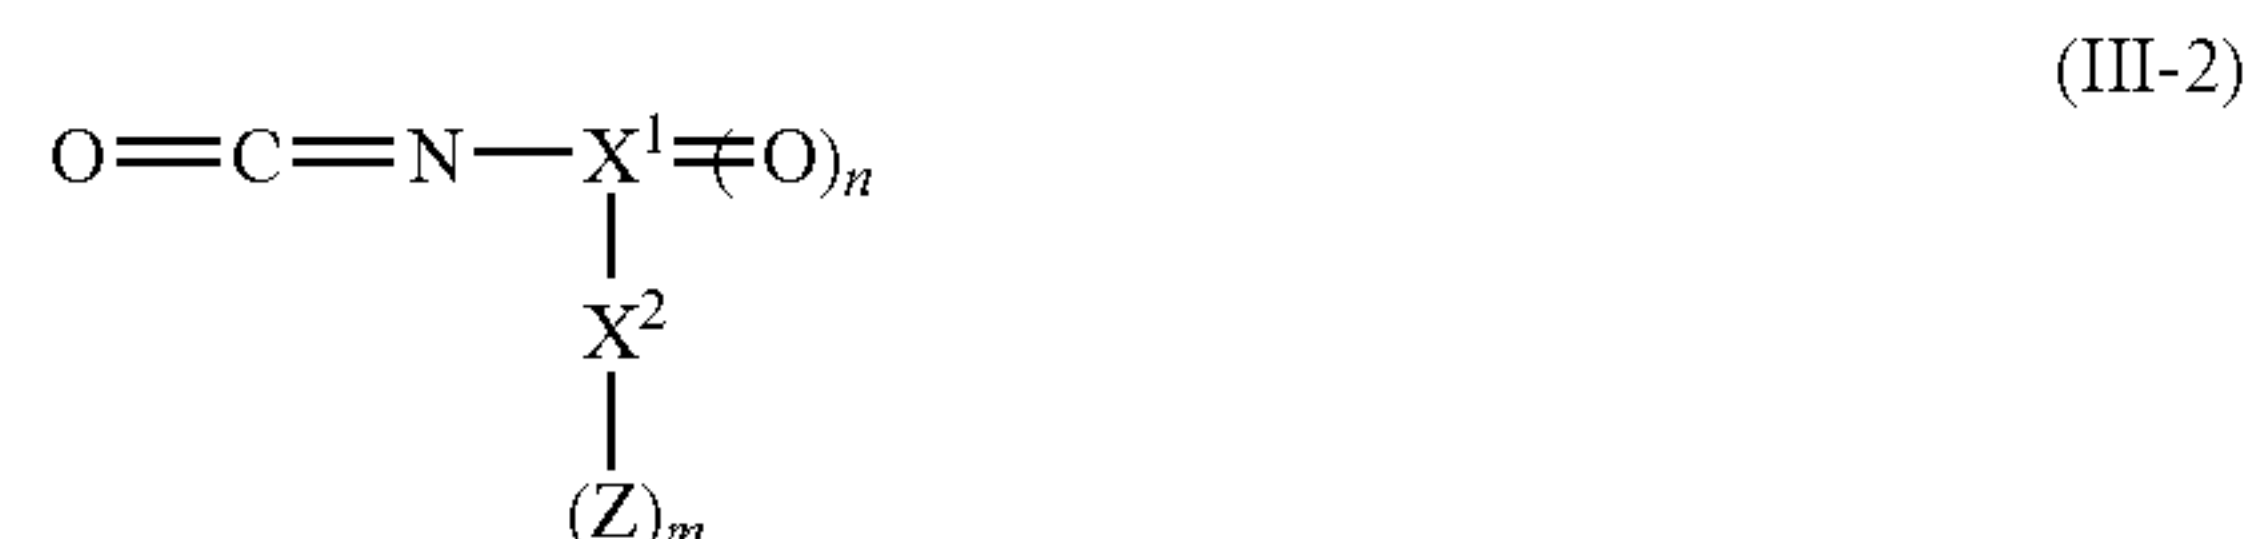 (III-2)
O=C=N—X¹=(O)ₙ
X²
(Z)ₘ